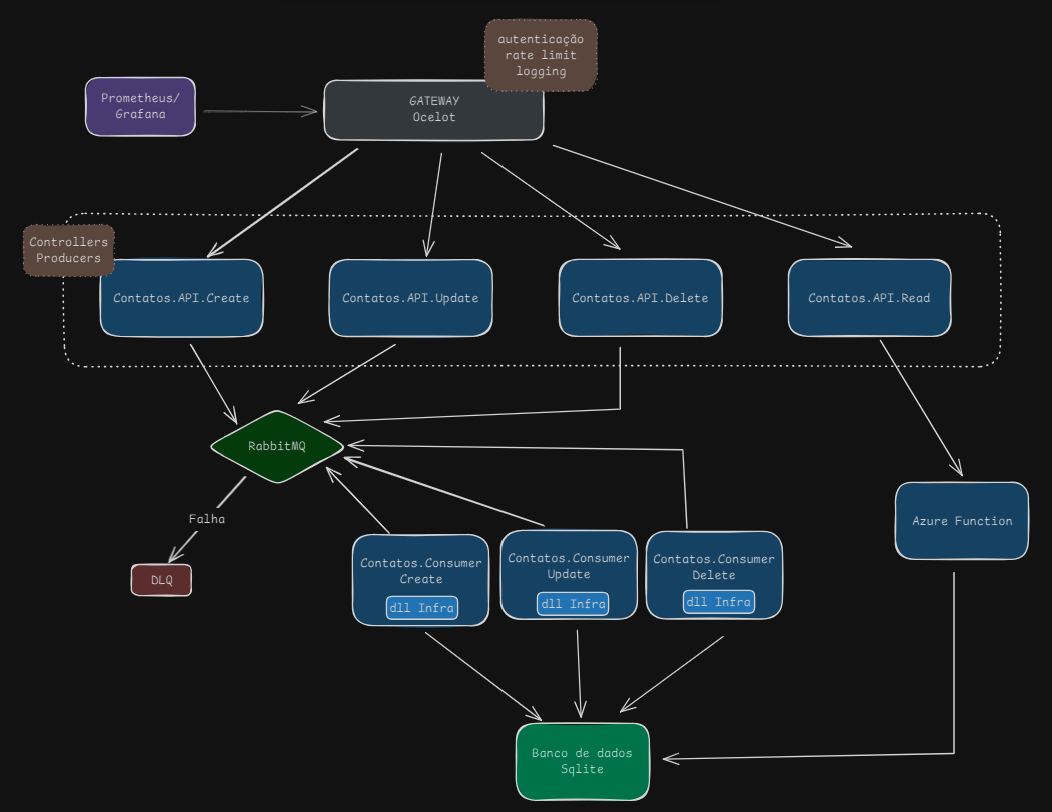 autenticação
rate limit
logging
Prometheus/
Grafana
GATEWAY
Ocelot
Controllers
Producers
Contatos.API.Create
Contatos.API.Update
Contatos.API.Delete
Contatos.API.Read
RabbitMQ
Falha
DLQ
Contatos.Consumer
Create
dll Infra
Contatos.Consumer
Update
dll Infra
Contatos.Consumer
Delete
dll Infra
Azure Function
Banco de dados
Sqlite